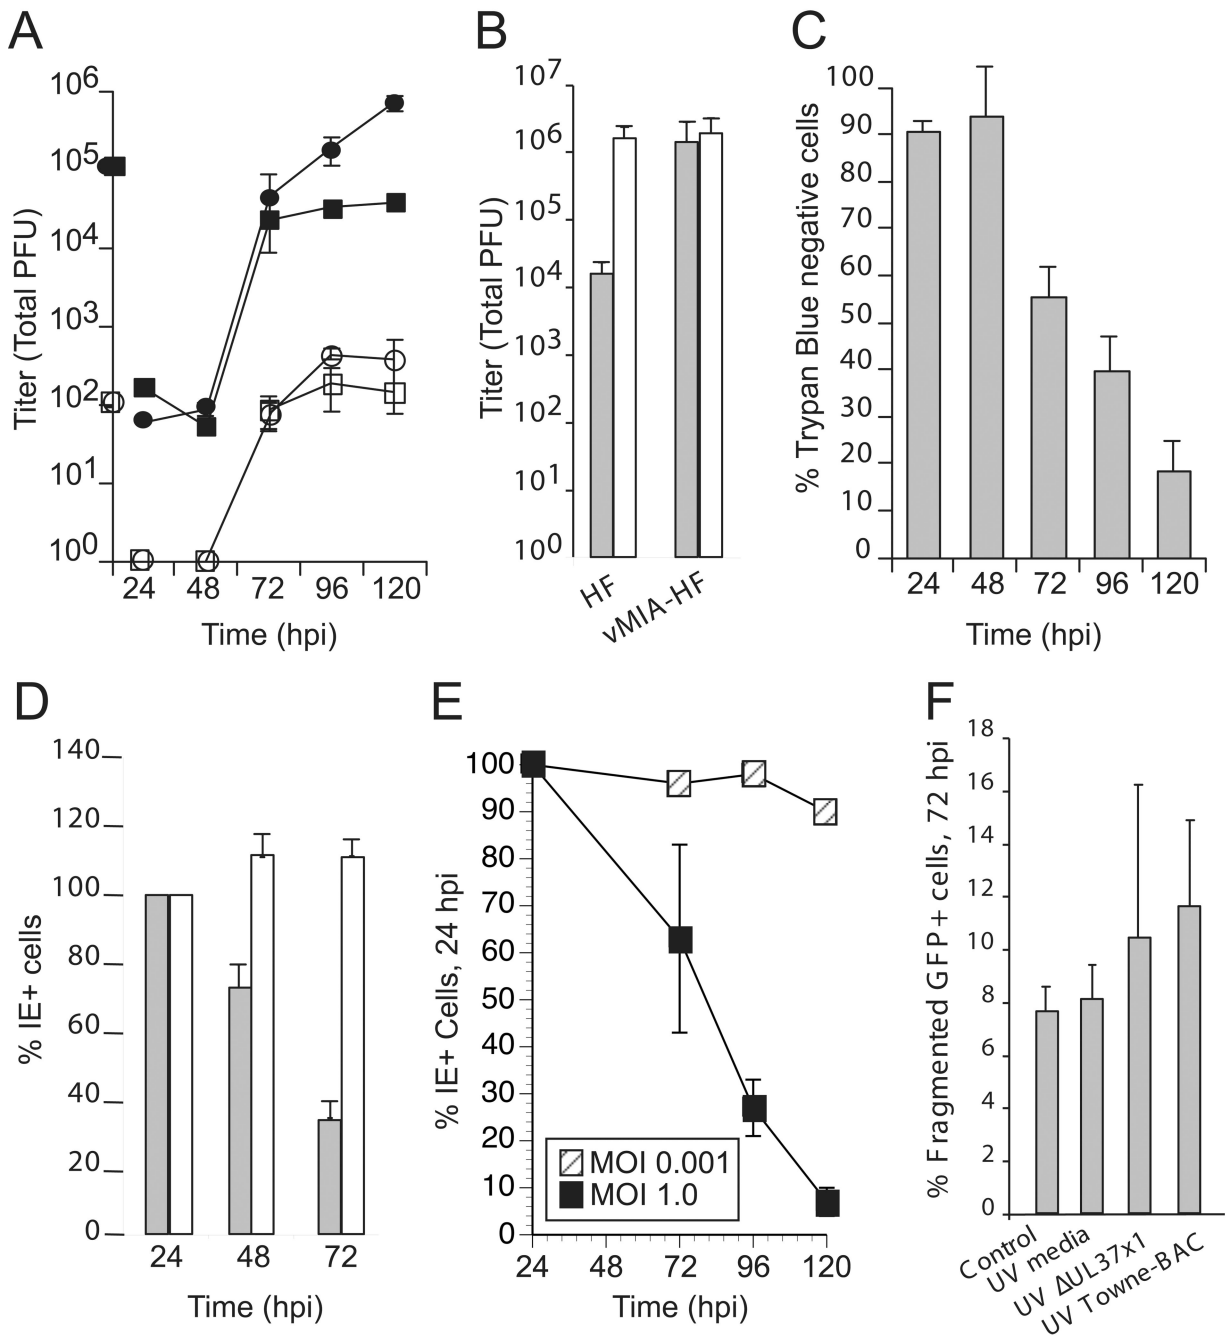 A
Titer (Total PFU)
10⁶
10⁵
10⁴
10³
10²
10¹
10⁰
24 48 72 96 120
Time (hpi)
B
Titer (Total PFU)
10⁷
10⁶
10⁵
10⁴
10³
10²
10¹
10⁰
HF
vMIA-HF
C
% Trypan Blue negative cells
100
90
80
70
60
50
40
30
20
10
0
24 48 72 96 120
Time (hpi)
D
% IE+ cells
140
120
100
80
60
40
20
0
24 48 72
Time (hpi)
E
% IE+ Cells, 24 hpi
100
90
80
70
60
50
40
30
20
10
0
MOI 0.001
MOI 1.0
24 48 72 96 120
Time (hpi)
F
% Fragmented GFP+ cells, 72 hpi
18
16
14
12
10
8
6
4
2
0
Control
UV media
UV ΔUL37x1
UV Towne-BAC